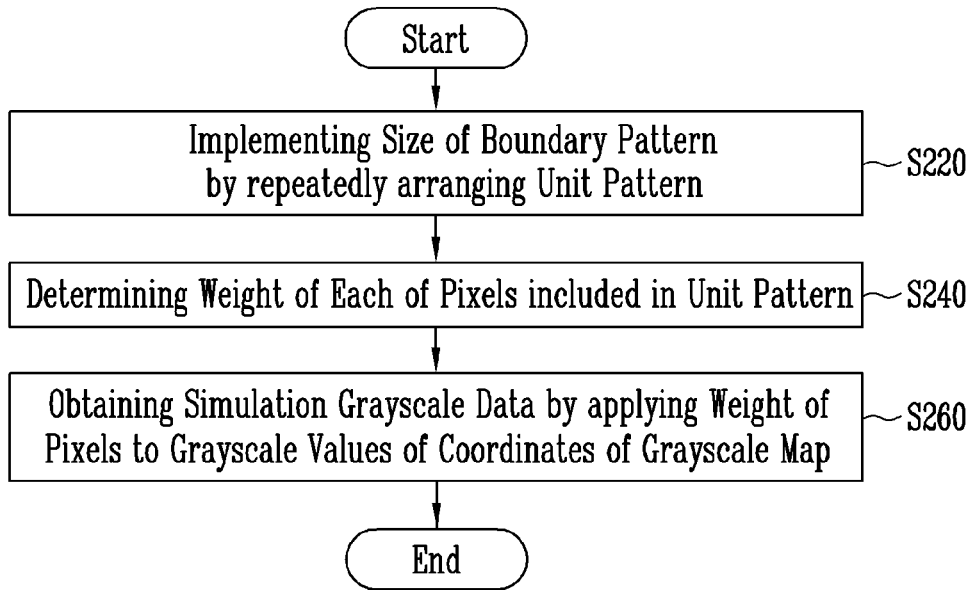 Start
Implementing Size of Boundary Pattern
by repeatedly arranging Unit Pattern
S220
Determining Weight of Each of Pixels included in Unit Pattern
S240
Obtaining Simulation Grayscale Data by applying Weight of
Pixels to Grayscale Values of Coordinates of Grayscale Map
S260
End